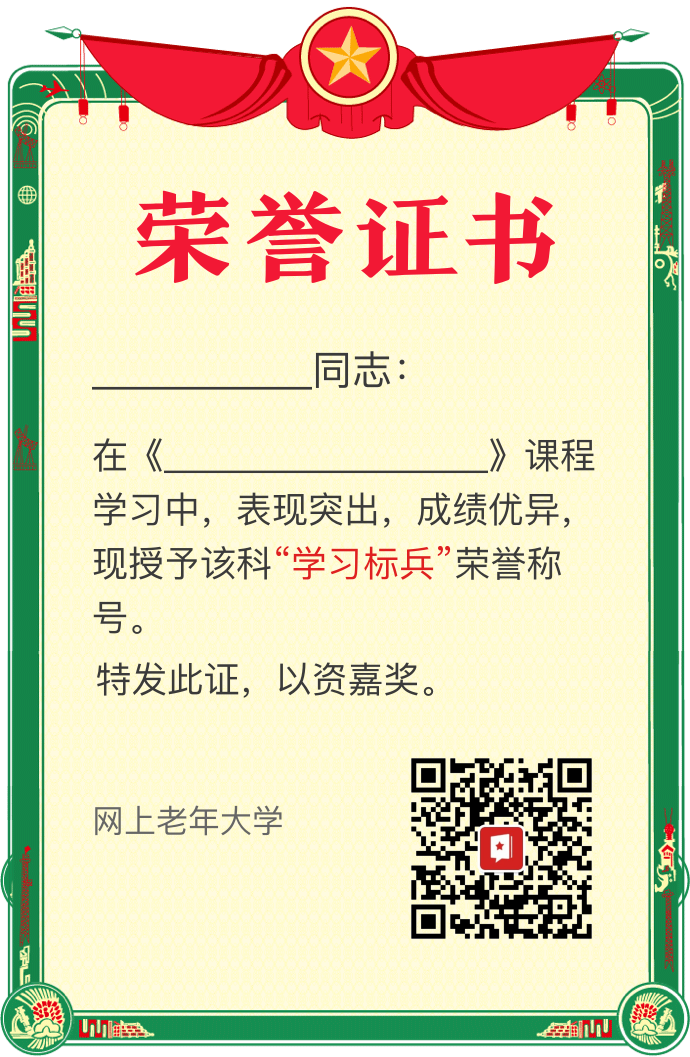 荣誉证书
___________同志：
在《________________》课程
学习中，表现突出，成绩优异，
现授予该科“学习标兵”荣誉称
号。
特发此证，以资嘉奖。
网上老年大学